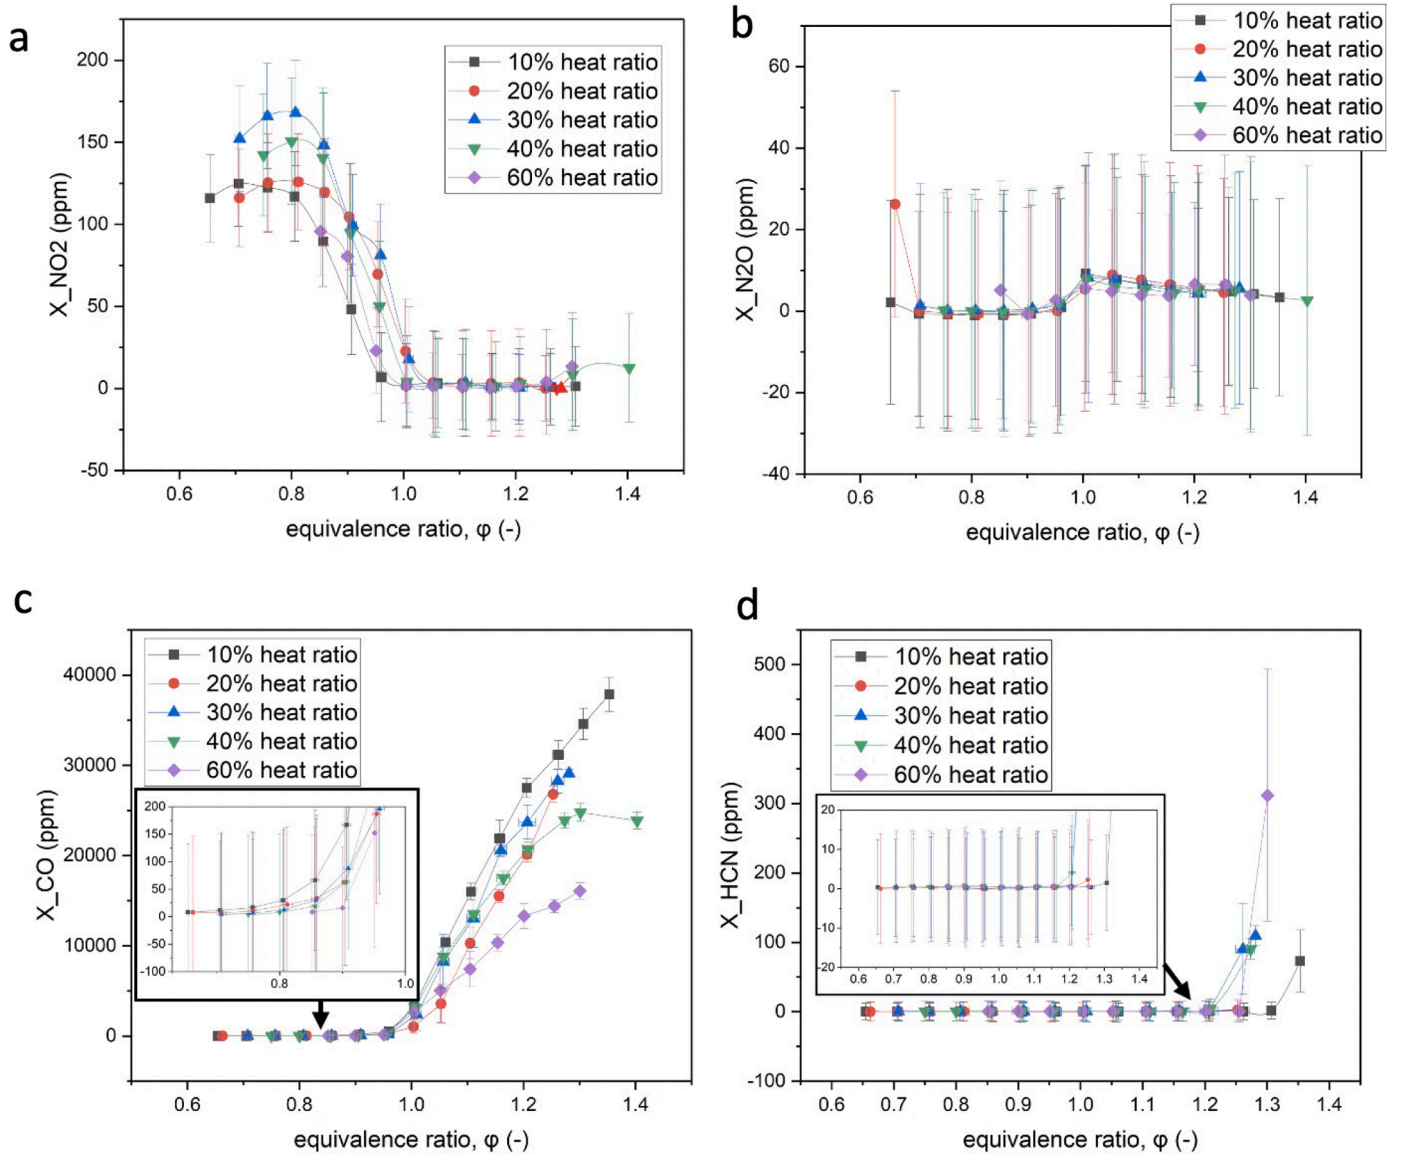 a
200
150
100
50
0
-50
X_NO2 (ppm)
10% heat ratio
20% heat ratio
30% heat ratio
40% heat ratio
60% heat ratio
0.6 0.8 1.0 1.2 1.4
equivalence ratio, φ (-)
b
60
40
20
0
-20
-40
X_N2O (ppm)
10% heat ratio
20% heat ratio
30% heat ratio
40% heat ratio
60% heat ratio
0.6 0.8 1.0 1.2 1.4
equivalence ratio, φ (-)
c
40000
30000
20000
10000
0
X_CO (ppm)
10% heat ratio
20% heat ratio
30% heat ratio
40% heat ratio
60% heat ratio
200
150
100
50
0
-50
-100
0.8 1.0
0.6 0.8 1.0 1.2 1.4
equivalence ratio, φ (-)
d
500
400
300
200
100
0
-100
X_HCN (ppm)
10% heat ratio
20% heat ratio
30% heat ratio
40% heat ratio
60% heat ratio
20
10
0
-10
-20
0.6 0.7 0.8 0.9 1.0 1.1 1.2 1.3 1.4
0.6 0.7 0.8 0.9 1.0 1.1 1.2 1.3 1.4
equivalence ratio, φ (-)